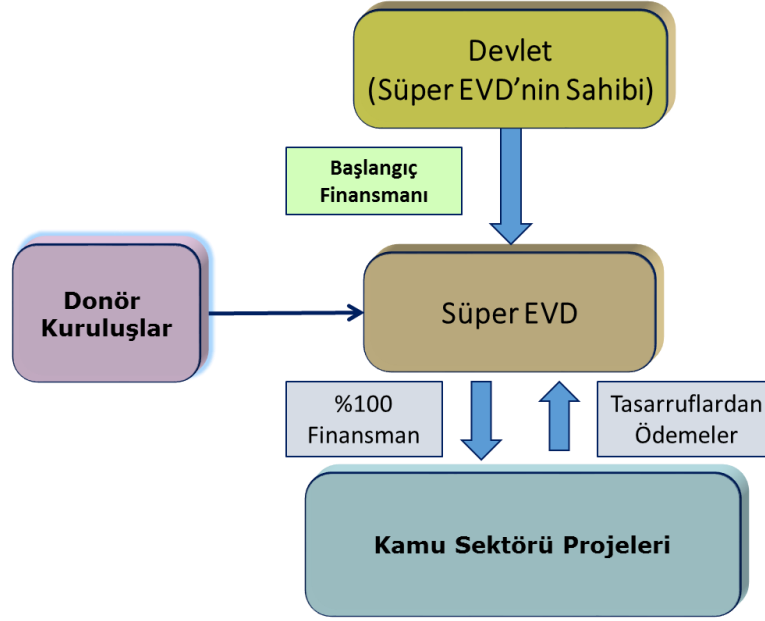 Devlet
(Süper EVD’nin Sahibi)
Başlangıç
Finansmanı
Donör
Kuruluşlar
Süper EVD
%100
Finansman
Tasarruflardan
Ödemeler
Kamu Sektörü Projeleri